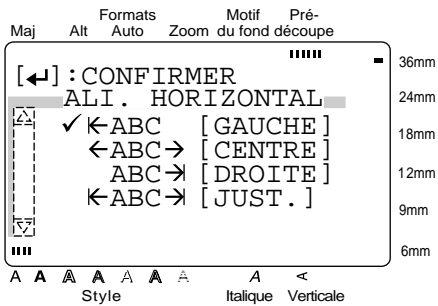 Formats Motif Pré-
Maj Alt Auto Zoom du fond découpe
[↵]:CONFIRMER
ALI. HORIZONTAL
✓ ABC [GAUCHE]
←ABC→ [CENTRE]
ABC→ [DROITE]
←ABC→ [JUST.]
36mm
24mm
18mm
12mm
9mm
6mm
A A A A A A A A A
Style Italique Verticale